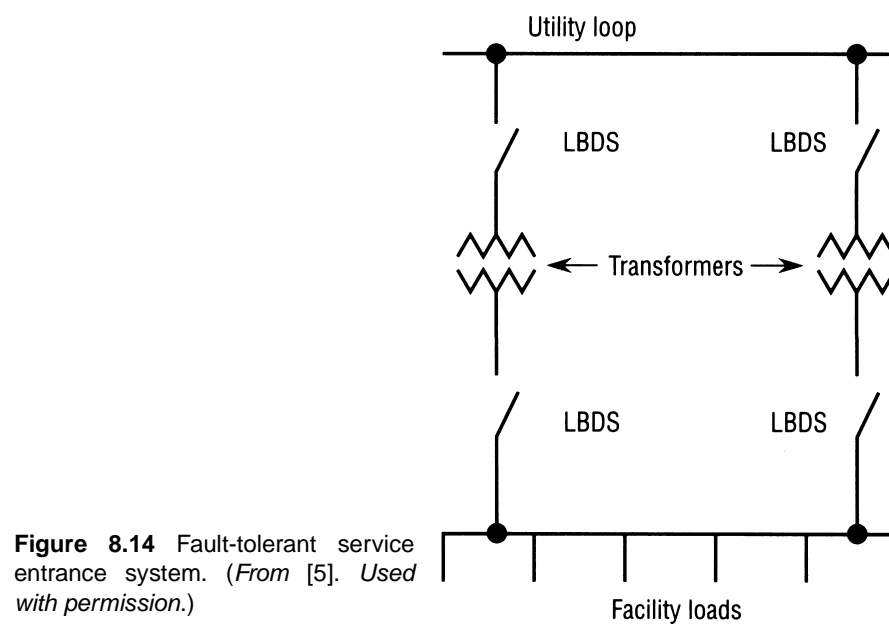 Utility loop
LBDS
LBDS
Transformers
LBDS
LBDS
Figure 8.14 Fault-tolerant service
entrance system. (From [5]. Used
with permission.)
Facility loads